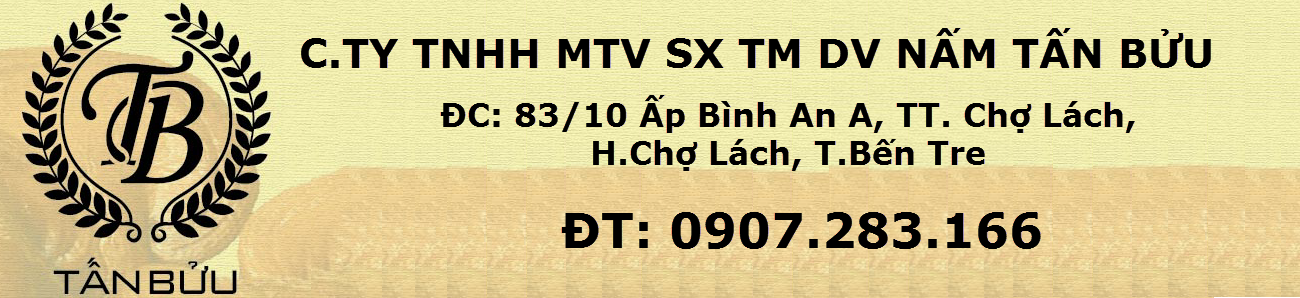 TB
TẤN BỬU
C.TY TNHH MTV SX TM DV NẤM TẤN BỬU
ĐC: 83/10 Ấp Bình An A, TT. Chợ Lách,
H.Chợ Lách, T.Bến Tre
ĐT: 0907.283.166